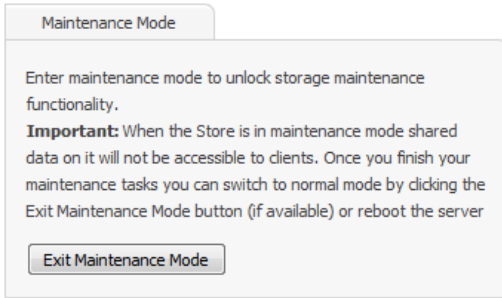 Maintenance Mode
Enter maintenance mode to unlock storage maintenance
functionality.
Important: When the Store is in maintenance mode shared
data on it will not be accessible to clients. Once you finish your
maintenance tasks you can switch to normal mode by clicking the
Exit Maintenance Mode button (if available) or reboot the server
Exit Maintenance Mode